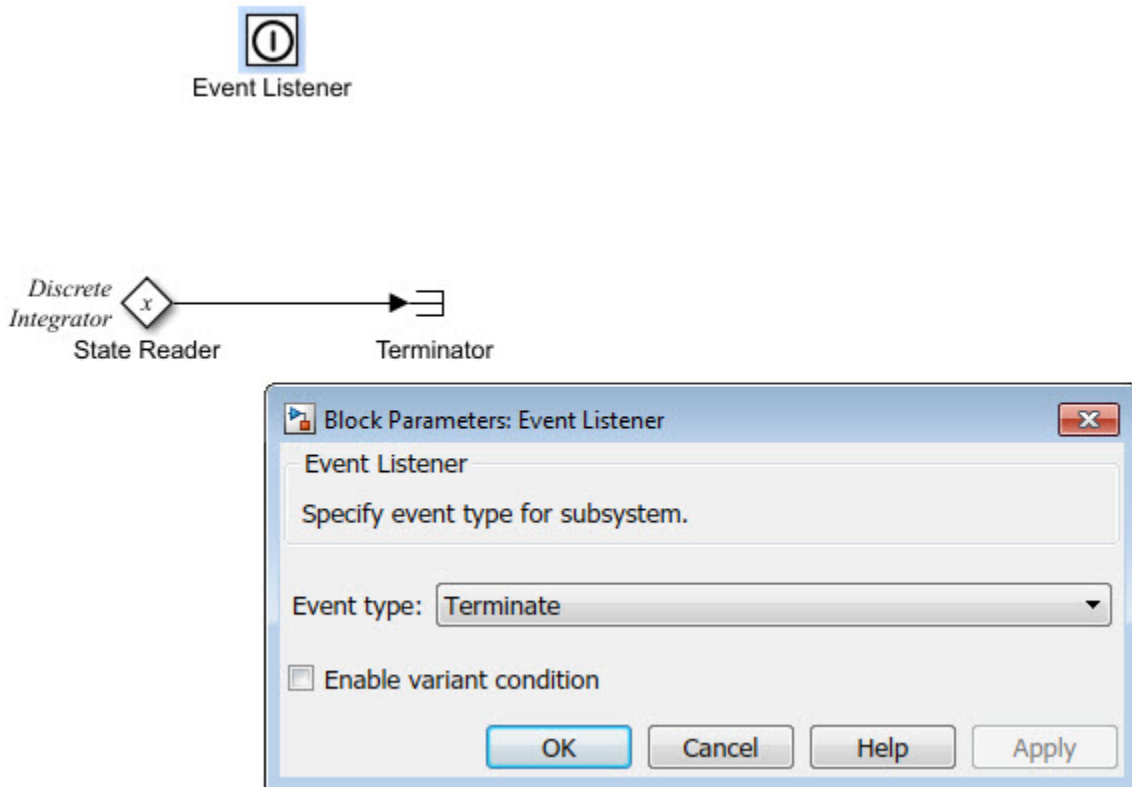 Event Listener
Discrete
Integrator
x
State Reader
Terminator
Block Parameters: Event Listener
Event Listener
Specify event type for subsystem.
Event type: Terminate
Enable variant condition
OK Cancel Help Apply